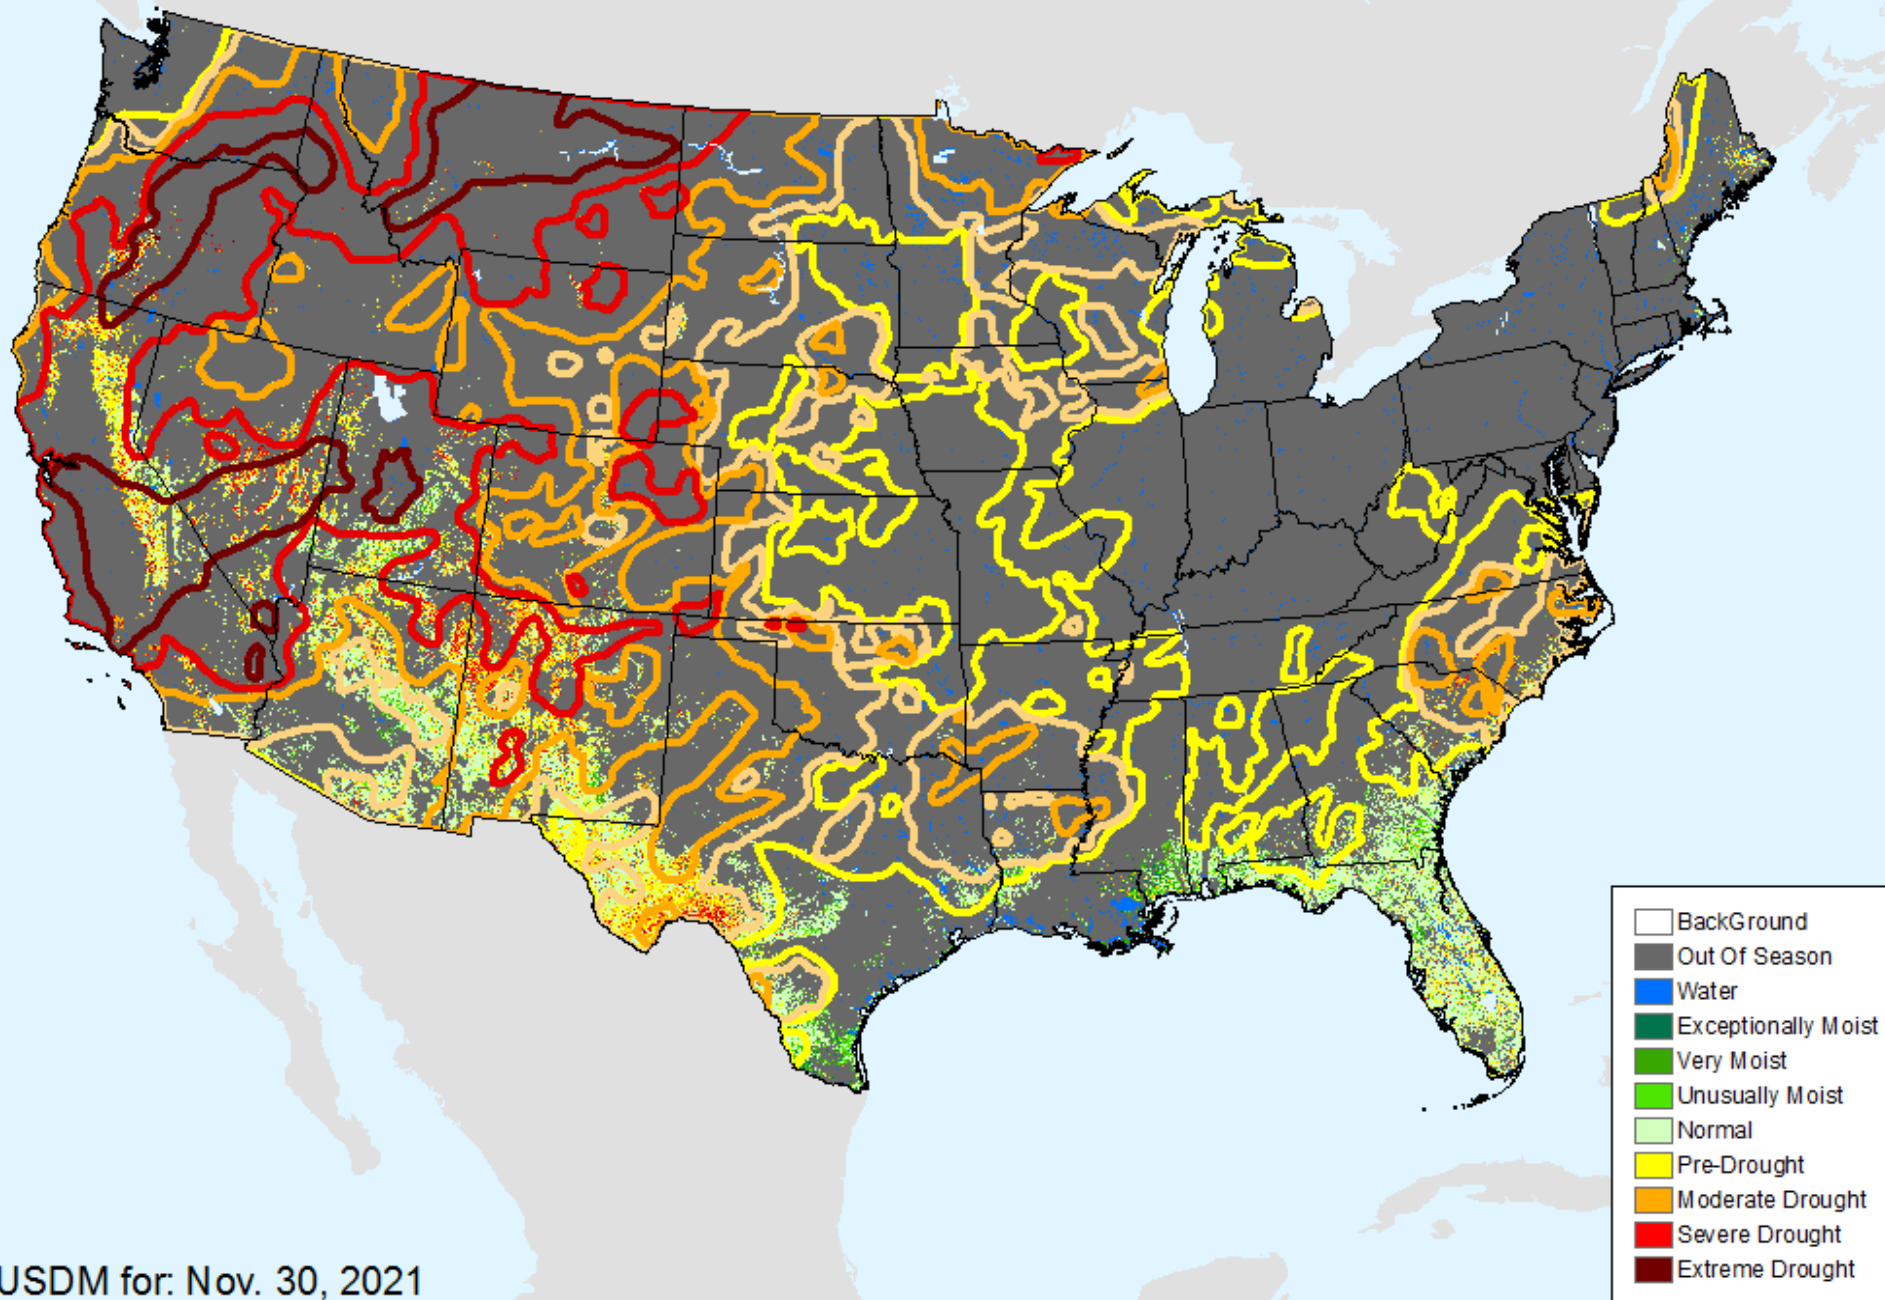 BackGround
Out Of Season
Water
Exceptionally Moist
Very Moist
Unusually Moist
Normal
Pre-Drought
Moderate Drought
Severe Drought
Extreme Drought
USDM for: Nov. 30, 2021